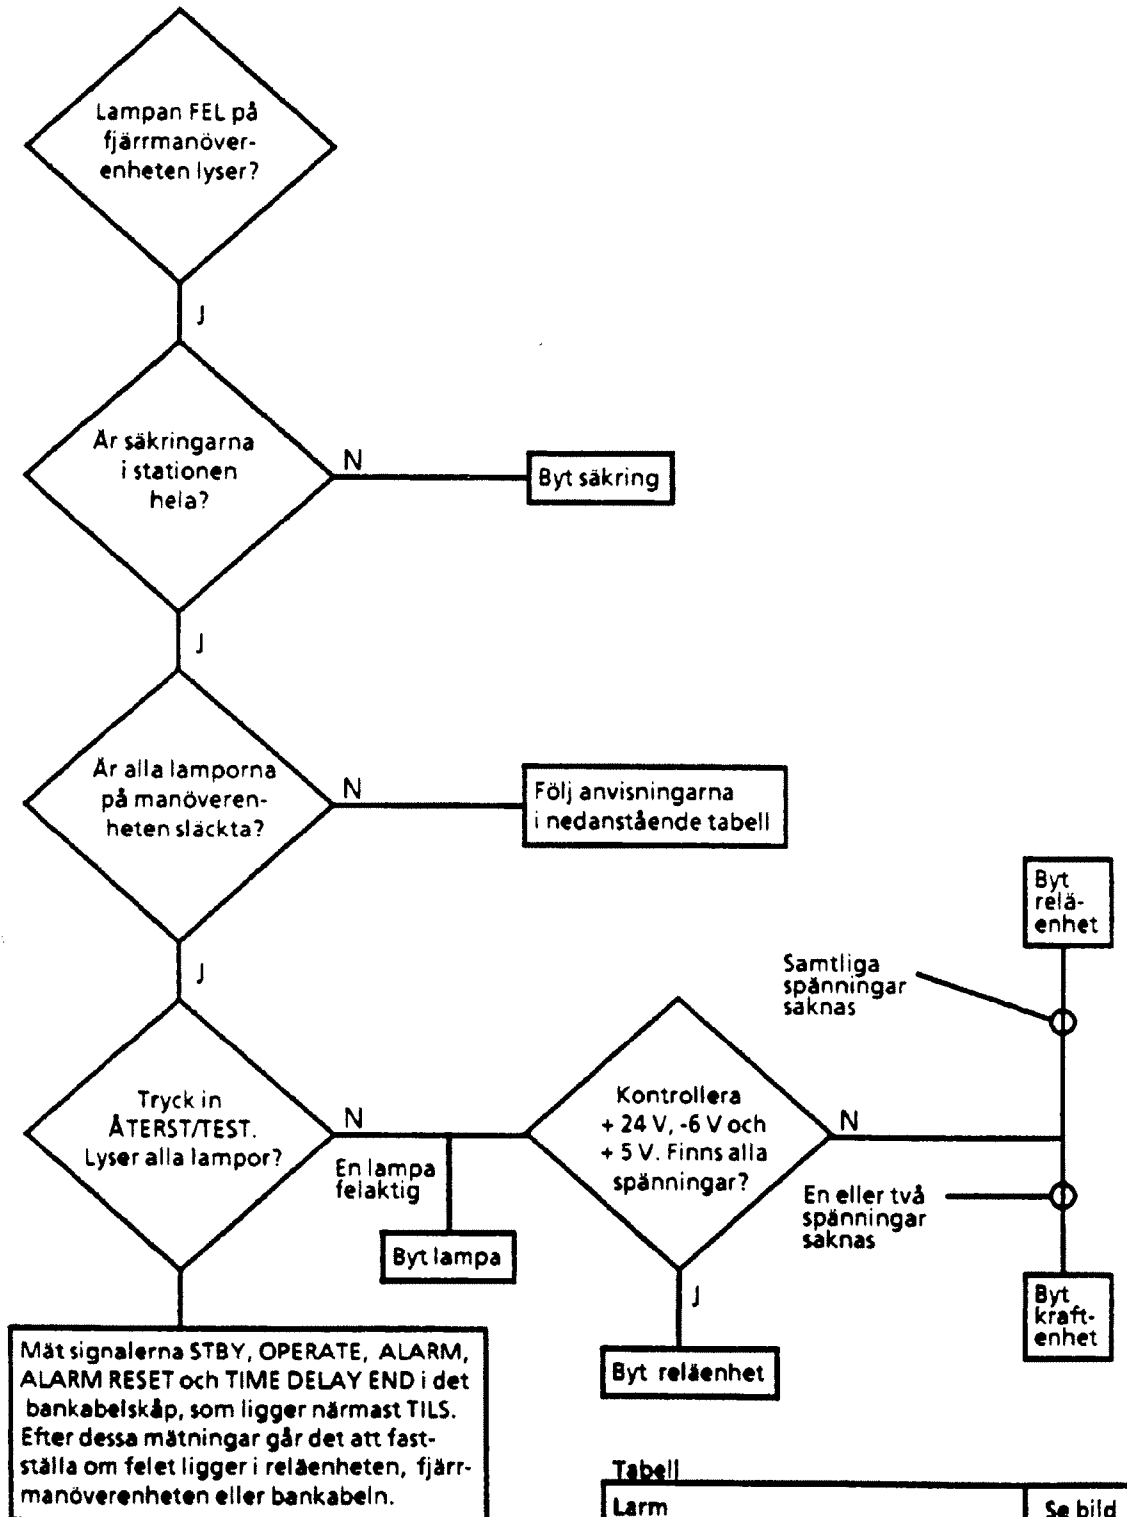 Lampan FEL på
fjärrmanöver-
enheten lyser?
J
Är säkringarna
i stationen
hela?
N
Byt säkring
J
Är alla lamporna
på manöveren-
heten släckta?
N
Följ anvisningarna
i nedanstående tabell
J
Tryck in
ÅTERST/TEST.
Lyser alla lampor?
N
En lampa
felaktig
Byt lampa
Kontrollera
+ 24 V, -6 V och
+ 5 V. Finns alla
spänningar?
N
Samtliga
spänningar
saknas
Byt
relä-
enhet
En eller två
spänningar
saknas
Byt
kraft-
enhet
J
Byt reläenhet
Mät signalerna STBY, OPERATE, ALARM,
ALARM RESET och TIME DELAY END i det
bankabelskåp, som ligger närmast TILS.
Efter dessa mätningar går det att fast-
ställa om felet ligger i reläenheten, fjärr-
manöverenheten eller bankabeln.
Tabell
Larm
Se bild